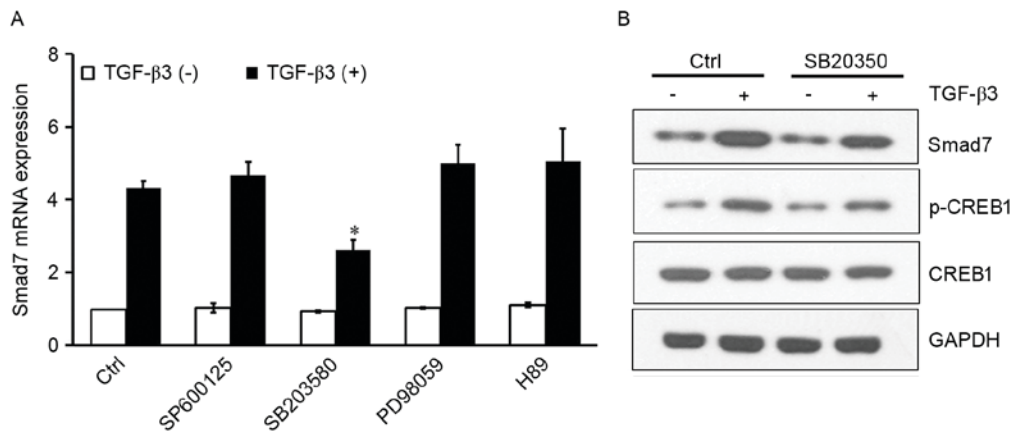 A
Smad7 mRNA expression
8
6
4
2
0
TGF-β3 (-)
TGF-β3 (+)
*
Ctrl
SP600125
SB203580
PD98059
H89
B
Ctrl
SB20350
- + - + TGF-β3
Smad7
p-CREB1
CREB1
GAPDH